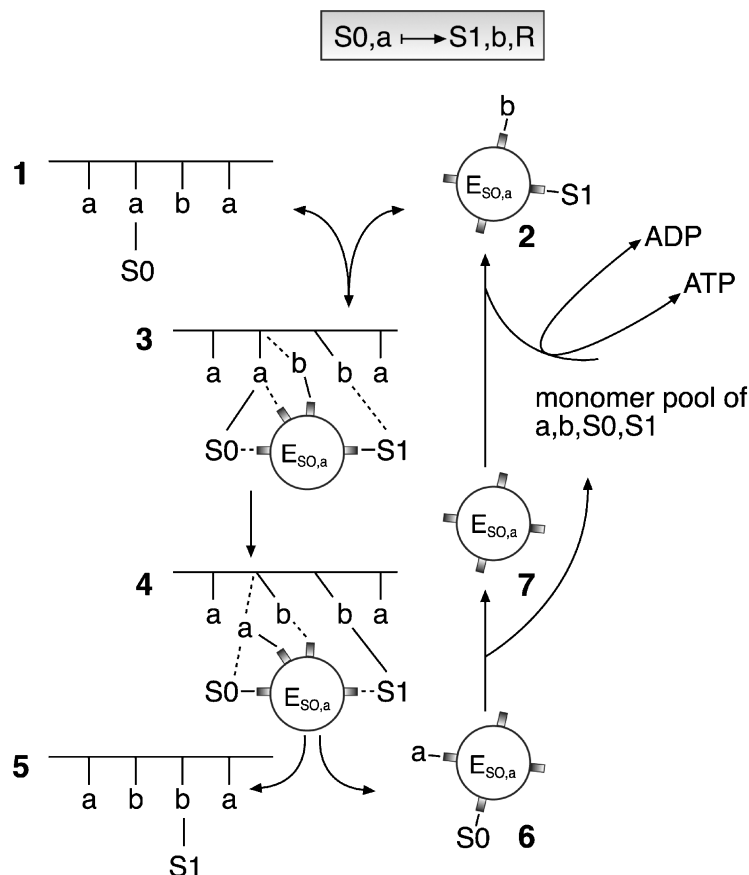 S0,a ↦ S1,b,R
1
a a b a
S0
b
E_SO,a
S1
2
ADP
ATP
monomer pool of
a,b,S0,S1
3
a a b b a
S0
E_SO,a
S1
4
a a b b a
S0
E_SO,a
S1
5
a b b a
S1
E_SO,a
7
a
E_SO,a
S0
6